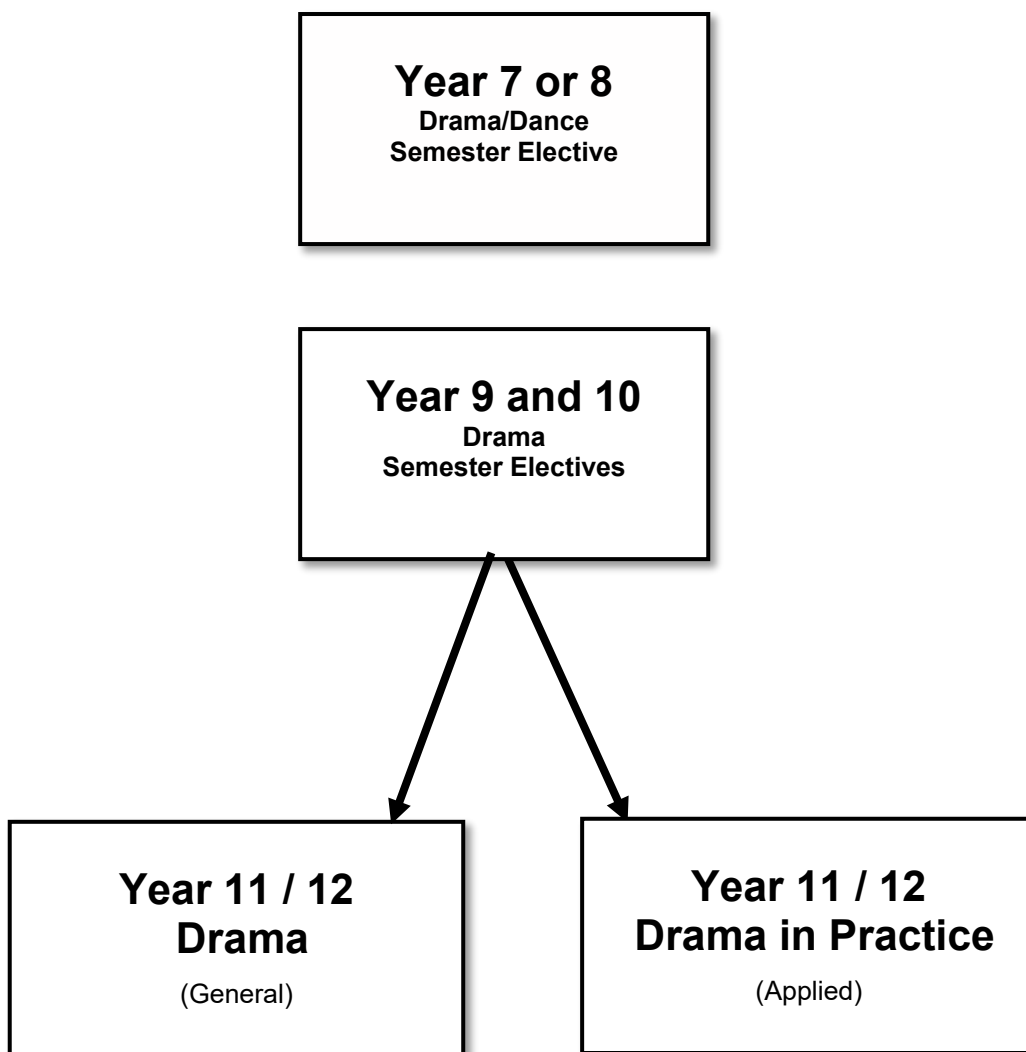 Year 7 or 8
Drama/Dance
Semester Elective
Year 9 and 10
Drama
Semester Electives
Year 11 / 12
Drama
(General)
Year 11 / 12
Drama in Practice
(Applied)